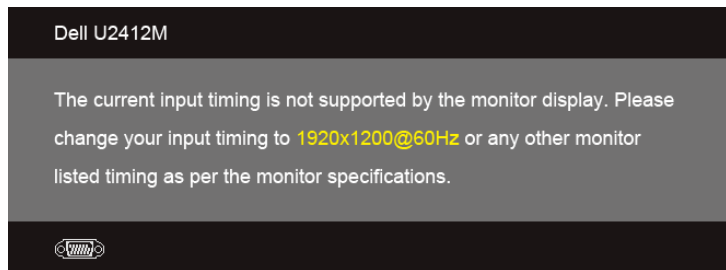 Dell U2412M
The current input timing is not supported by the monitor display. Please
change your input timing to 1920x1200@60Hz or any other monitor
listed timing as per the monitor specifications.